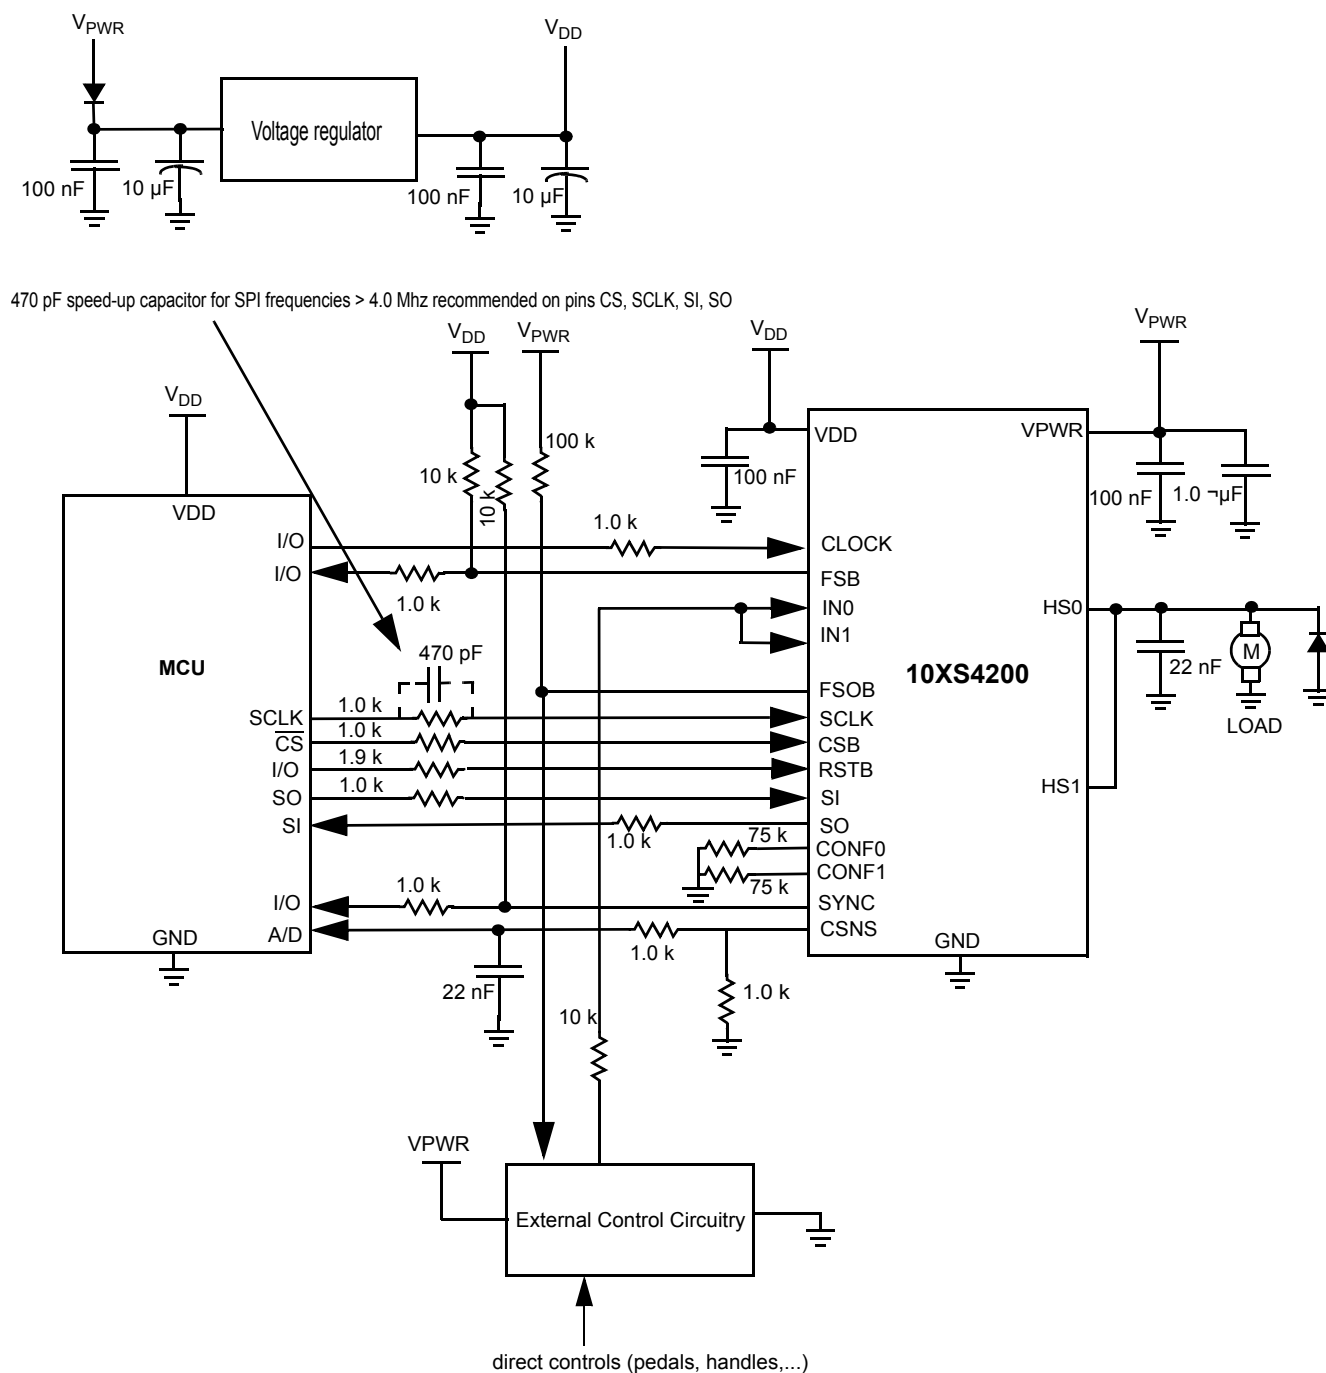 VPWR
VDD
Voltage regulator
100 nF
10 µF
100 nF
10 µF
470 pF speed-up capacitor for SPI frequencies > 4.0 Mhz recommended on pins CS, SCLK, SI, SO
VDD
VPWR
VDD
VPWR
VDD
100 k
10 k
10 k
VDD
VPWR
100 nF
100 nF
1.0 ¬µF
VDD
I/O
1.0 k
CLOCK
I/O
1.0 k
FSB
IN0
HS0
IN1
MCU
470 pF
10XS4200
22 nF
M
LOAD
FSOB
SCLK
1.0 k
SCLK
CS
1.0 k
CSB
I/O
1.9 k
RSTB
SO
1.0 k
SI
HS1
SI
1.0 k
SO
75 k
CONF0
75 k
CONF1
I/O
1.0 k
SYNC
A/D
1.0 k
CSNS
GND
GND
22 nF
1.0 k
10 k
VPWR
External Control Circuitry
direct controls (pedals, handles,...)